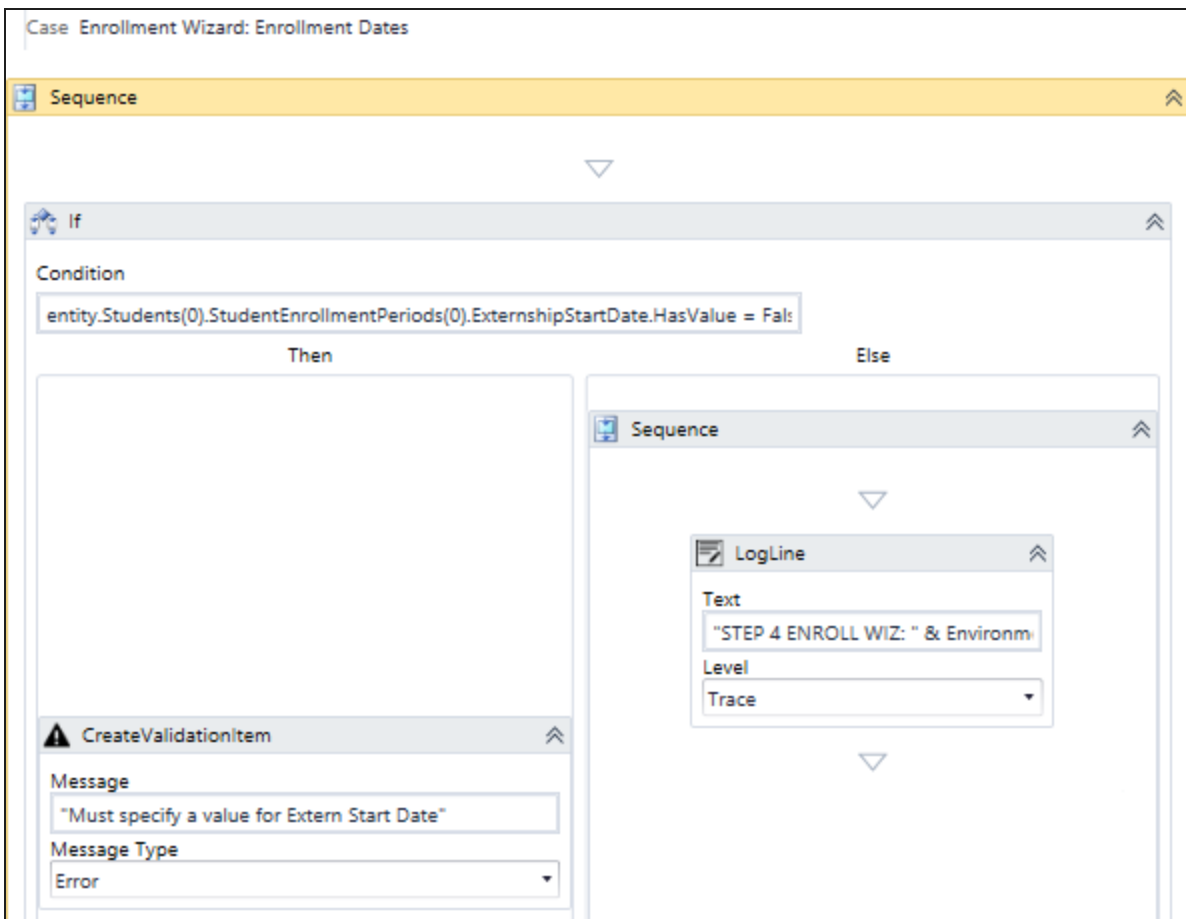 Case Enrollment Wizard: Enrollment Dates
Sequence
If
Condition
entity.Students(0).StudentEnrollmentPeriods(0).ExternshipStartDate.HasValue = Fals
Then
Else
Sequence
LogLine
Text
"STEP 4 ENROLL WIZ: " & Environm
Level
Trace
CreateValidationItem
Message
"Must specify a value for Extern Start Date"
Message Type
Error